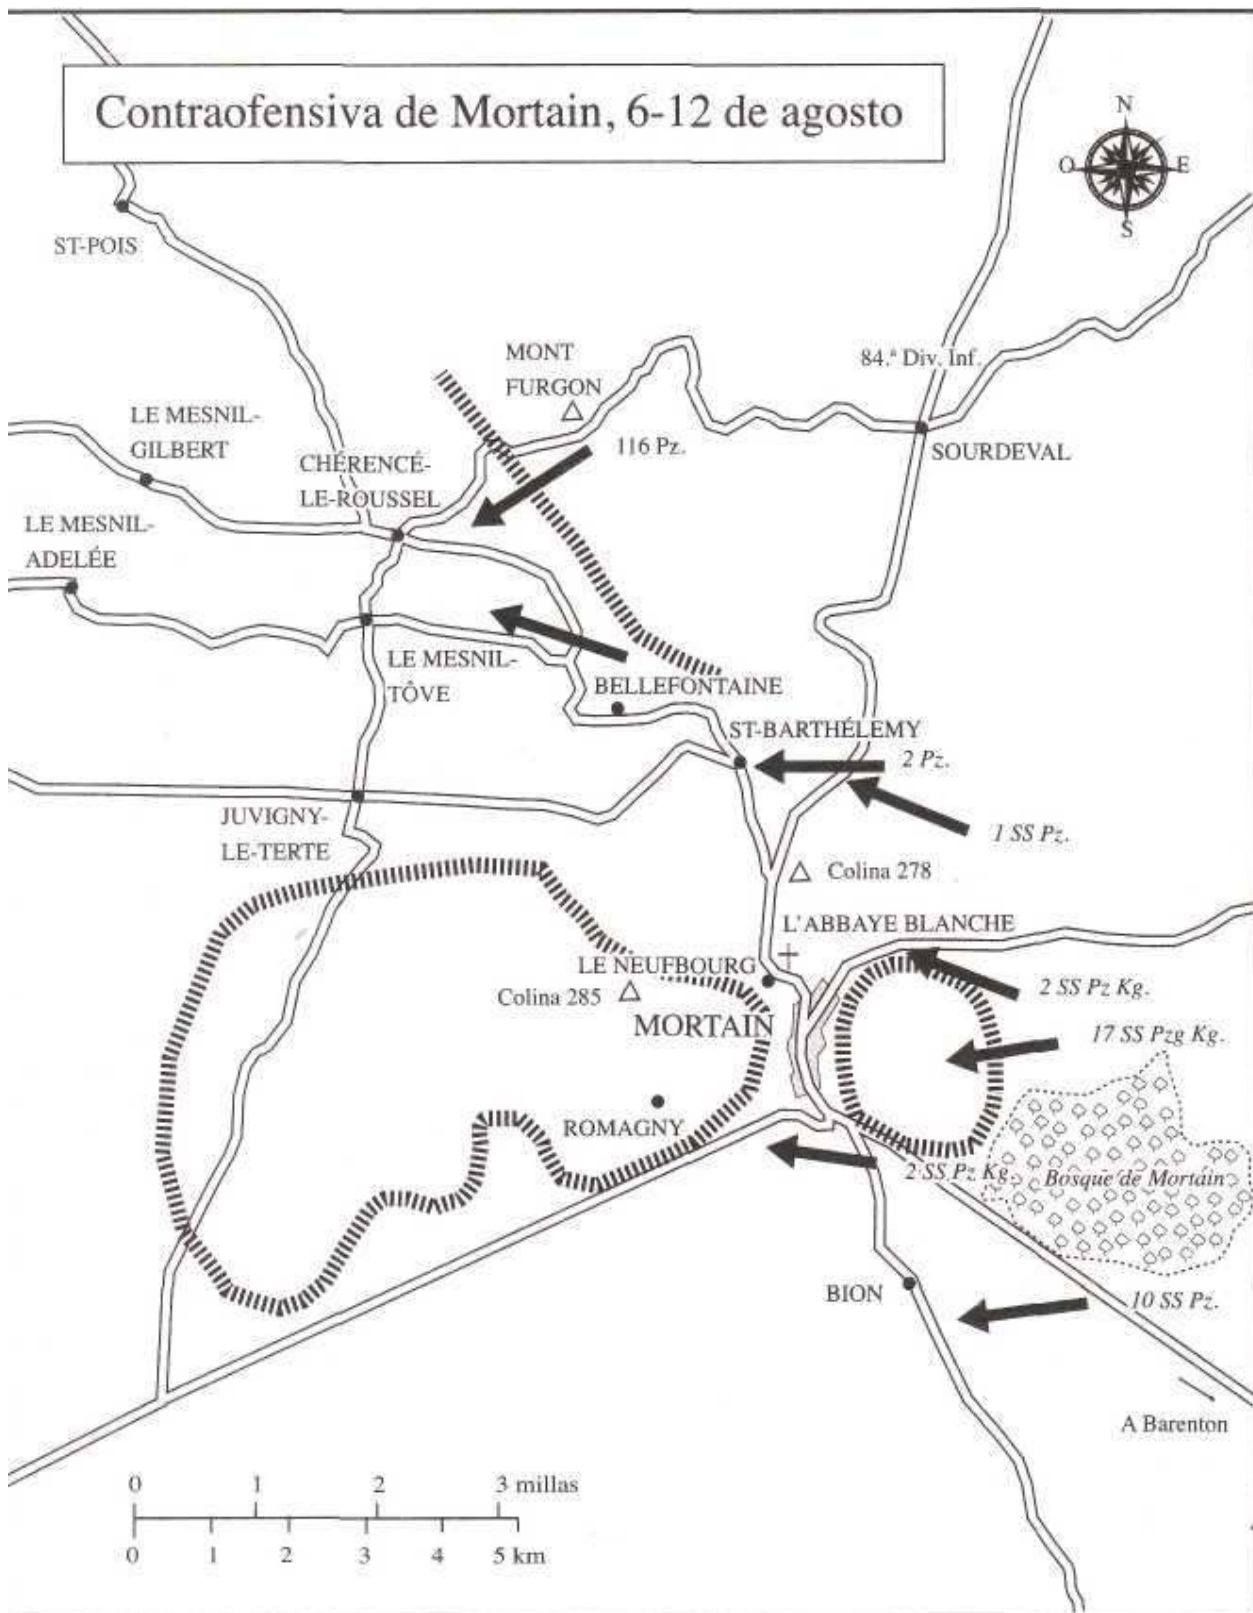 Contraofensiva de Mortain, 6-12 de agosto
N
O
E
S
ST-POIS
MONT
FURGON
84.ª Div. Inf.
LE MESNIL-
GILBERT
CHÉRENCÉ-
LE-ROUSSEL
116 Pz.
SOURDEVAL
LE MESNIL-
ADELÉE
LE MESNIL-
TÔVE
BELLEFONTAINE
ST-BARTHÉLEMY
2 Pz.
1 SS Pz.
JUVIGNY-
LE-TERTE
Colina 278
L'ABBAYE BLANCHE
LE NEUFBOURG
Colina 285
MORTAIN
2 SS Pz Kg.
17 SS Pzg Kg.
ROMAGNY
2 SS Pz Kg.
Bosque de Mortain
BION
10 SS Pz.
A Barenton
0 1 2 3 millas
0 1 2 3 4 5 km